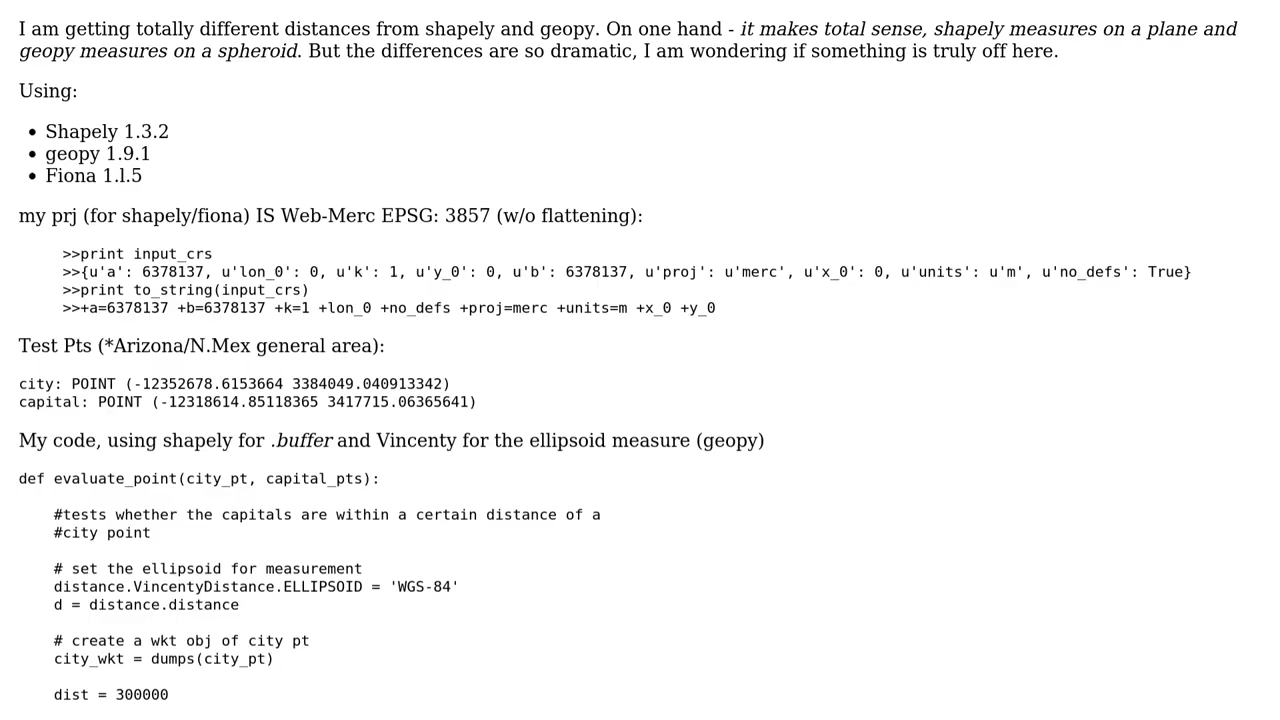 I am getting totally different distances from shapely and geopy. On one hand - it makes total sense, shapely measures on a plane and
geopy measures on a spheroid. But the differences are so dramatic, I am wondering if something is truly off here.
Using:
• Shapely 1.3.2
• geopy 1.9.1
• Fiona 1.l.5
my prj (for shapely/fiona) IS Web-Merc EPSG: 3857 (w/o flattening):
>>print input_crs
>>{u'a': 6378137, u'lon_0': 0, u'k': 1, u'y_0': 0, u'b': 6378137, u'proj': u'merc', u'x_0': 0, u'units': u'm', u'no_defs': True}
>>print to_string(input_crs)
>>+a=6378137 +b=6378137 +k=1 +lon_0 +no_defs +proj=merc +units=m +x_0 +y_0
Test Pts (*Arizona/N.Mex general area):
city: POINT (-12352678.6153664 3384049.040913342)
capital: POINT (-12318614.85118365 3417715.06365641)
My code, using shapely for .buffer and Vincenty for the ellipsoid measure (geopy)
def evaluate_point(city_pt, capital_pts):
#tests whether the capitals are within a certain distance of a
#city point
# set the ellipsoid for measurement
distance.VincentyDistance.ELLIPSOID = 'WGS-84'
d = distance.distance
# create a wkt obj of city pt
city_wkt = dumps(city_pt)
dist = 300000